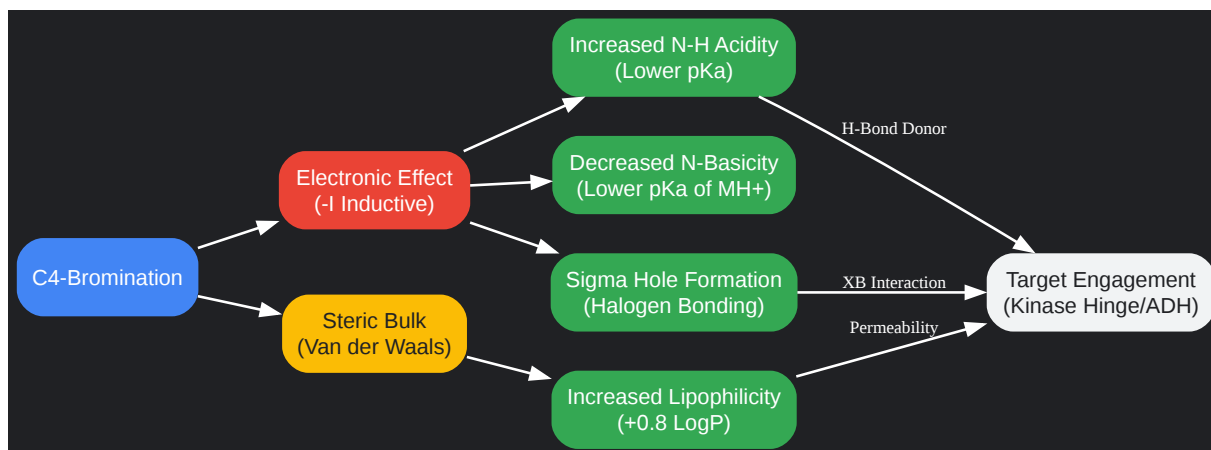 Increased N-H Acidity
(Lower pKa)
H-Bond Donor
Decreased N-Basicity
(Lower pKa of MH+)
Electronic Effect
(-I Inductive)
C4-Bromination
Sigma Hole Formation
(Halogen Bonding)
XB Interaction
Target Engagement
(Kinase Hinge/ADH)
Steric Bulk
(Van der Waals)
Permeability
Increased Lipophilicity
(+0.8 LogP)